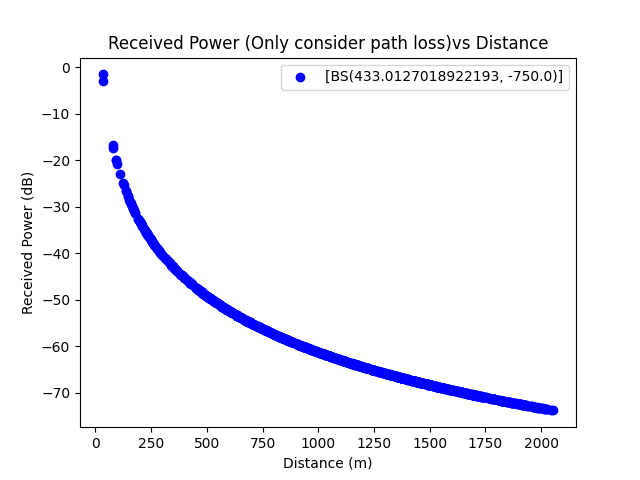 Received Power (Only consider path loss)vs Distance
[BS(433.0127018922193, -750.0)]
Received Power (dB)
0
−10
−20
−30
−40
−50
−60
−70
0 250 500 750 1000 1250 1500 1750 2000
Distance (m)